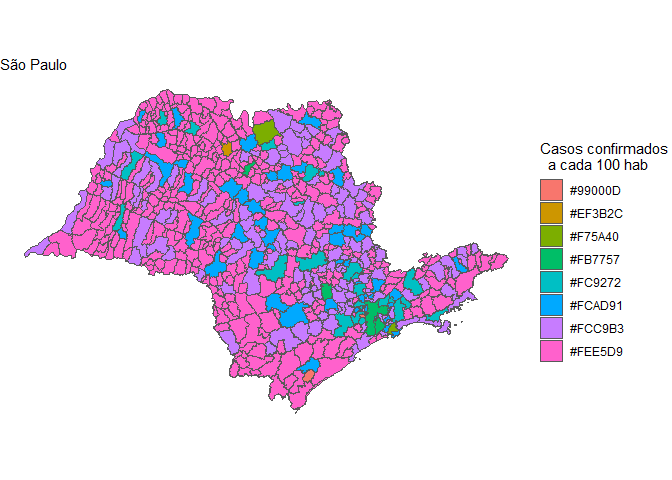 São Paulo
Casos confirmados
a cada 100 hab
#99000D
#EF3B2C
#F75A40
#FB7757
#FC9272
#FCAD91
#FCC9B3
#FEE5D9